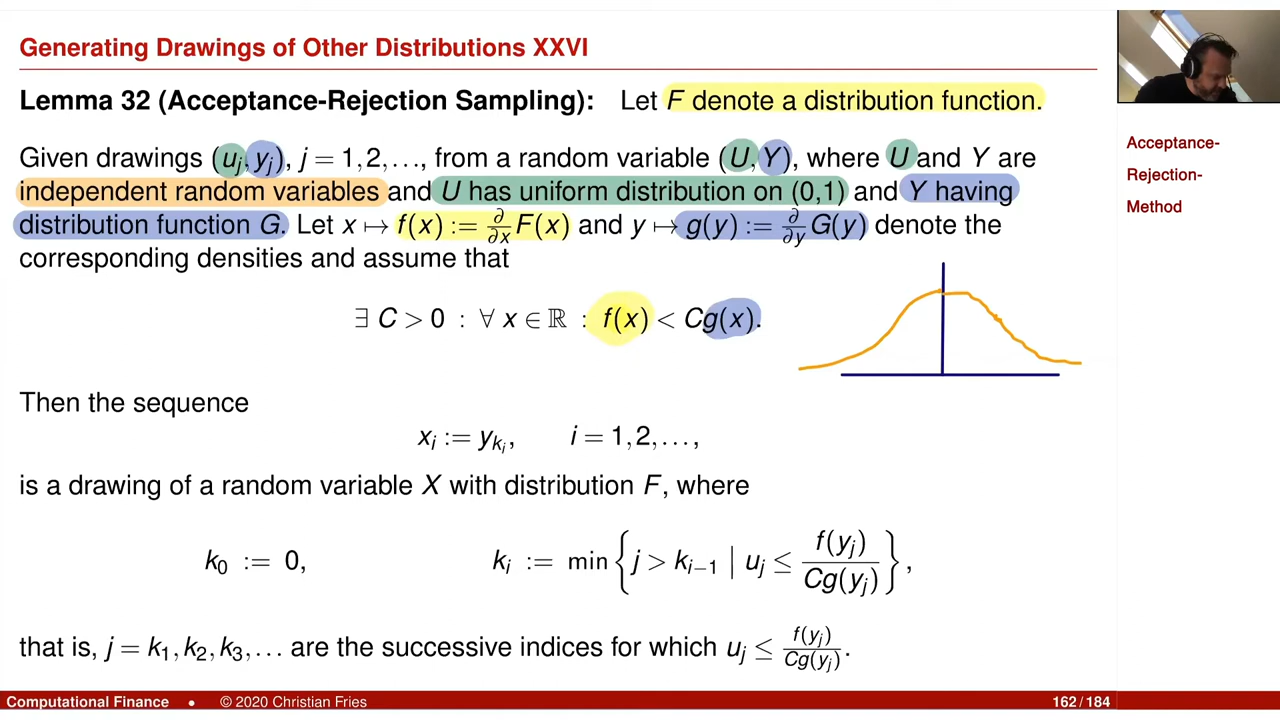 Generating Drawings of Other Distributions XXVI
Lemma 32 (Acceptance-Rejection Sampling): Let F denote a distribution function.
Given drawings (u_j, y_j), j = 1,2,…, from a random variable (U, Y), where U and Y are
independent random variables and U has uniform distribution on (0,1) and Y having
distribution function G. Let x ↦ f(x) := ∂/∂x F(x) and y ↦ g(y) := ∂/∂y G(y) denote the
corresponding densities and assume that
∃ C > 0 : ∀ x ∈ ℝ : f(x) < Cg(x).
Then the sequence
x_i := y_{k_i}, i = 1,2,…,
is a drawing of a random variable X with distribution F, where
k_0 := 0, k_i := min { j > k_{i−1} | u_j ≤ f(y_j)/Cg(y_j) },
that is, j = k_1, k_2, k_3, … are the successive indices for which u_j ≤ f(y_j)/Cg(y_j).
Acceptance-
Rejection-
Method
Computational Finance • © 2020 Christian Fries 162/184